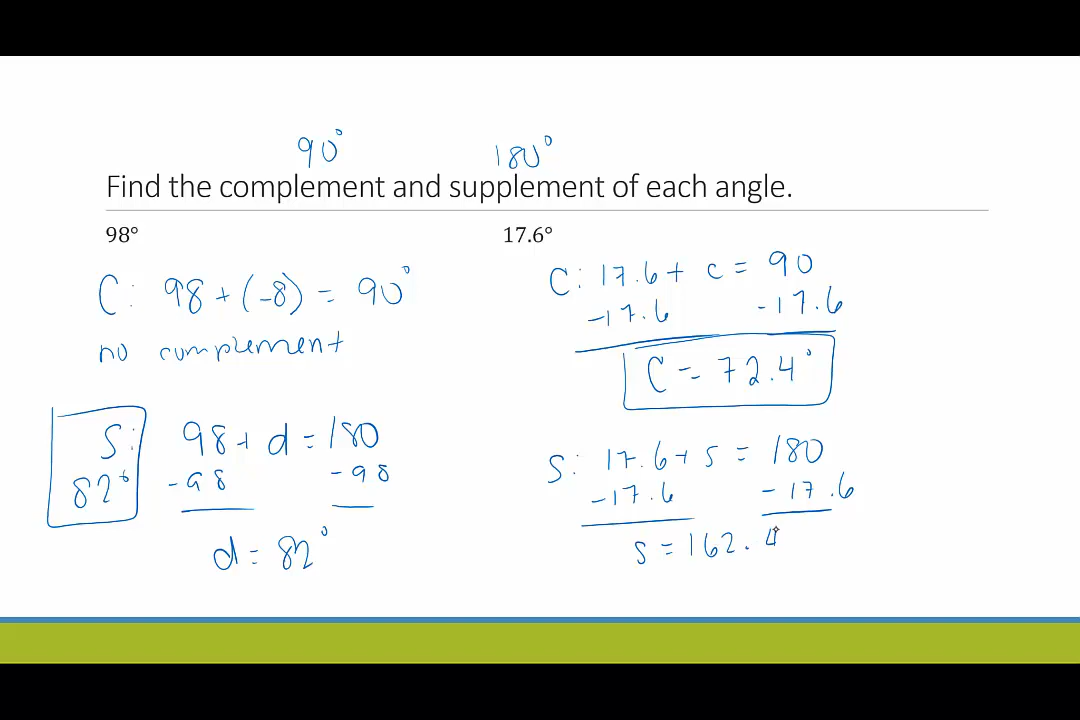 90° 180°
Find the complement and supplement of each angle.
98°
C: 98 + (-8) = 90°
no complement
S: 98 + d = 180
82° -98 -98
d = 82°
17.6°
C: 17.6 + c = 90
-17.6 -17.6
C = 72.4°
S: 17.6 + s = 180
-17.6 -17.6
s = 162.4